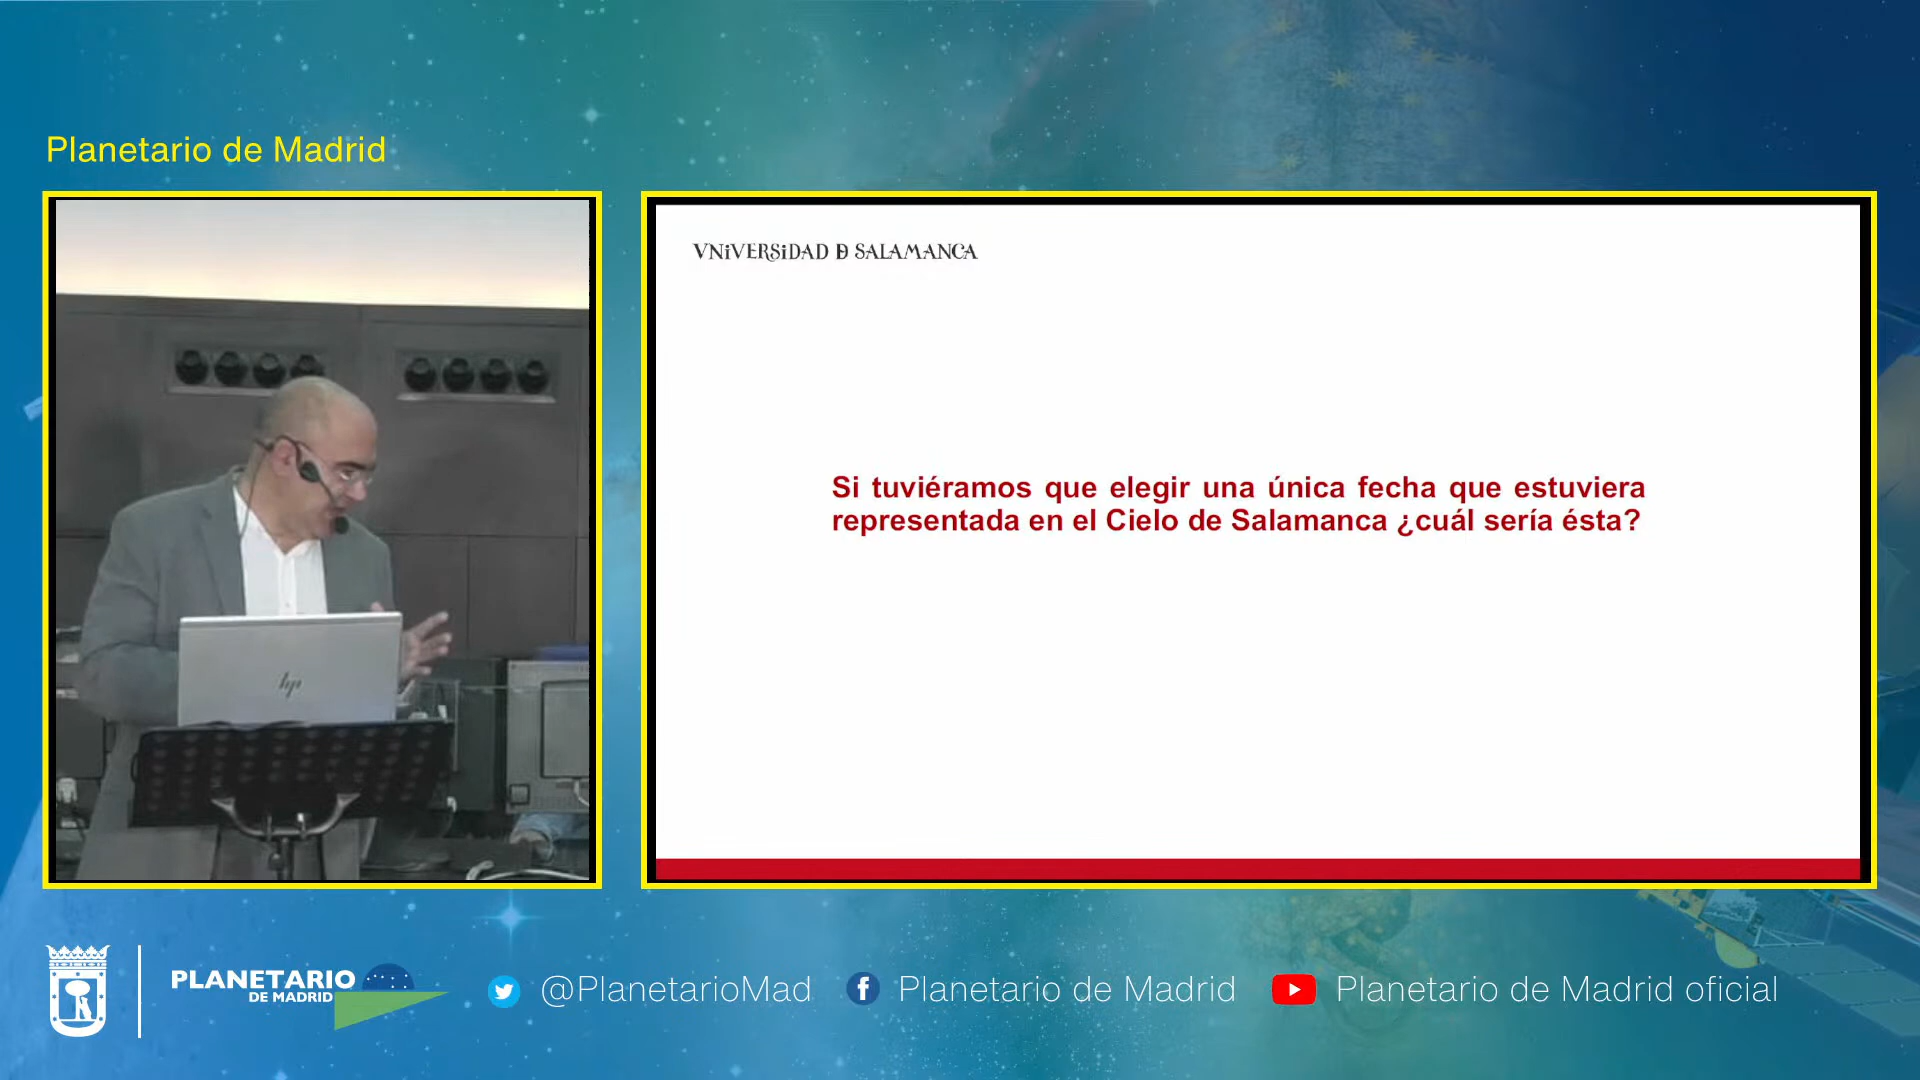 Planetario de Madrid
VNiVERSiDAD Ð SALAMANCA
Si tuviéramos que elegir una única fecha que estuviera
representada en el Cielo de Salamanca ¿cuál sería ésta?
hp
PLANETARIO
DE MADRID
@PlanetarioMad
Planetario de Madrid
Planetario de Madrid oficial